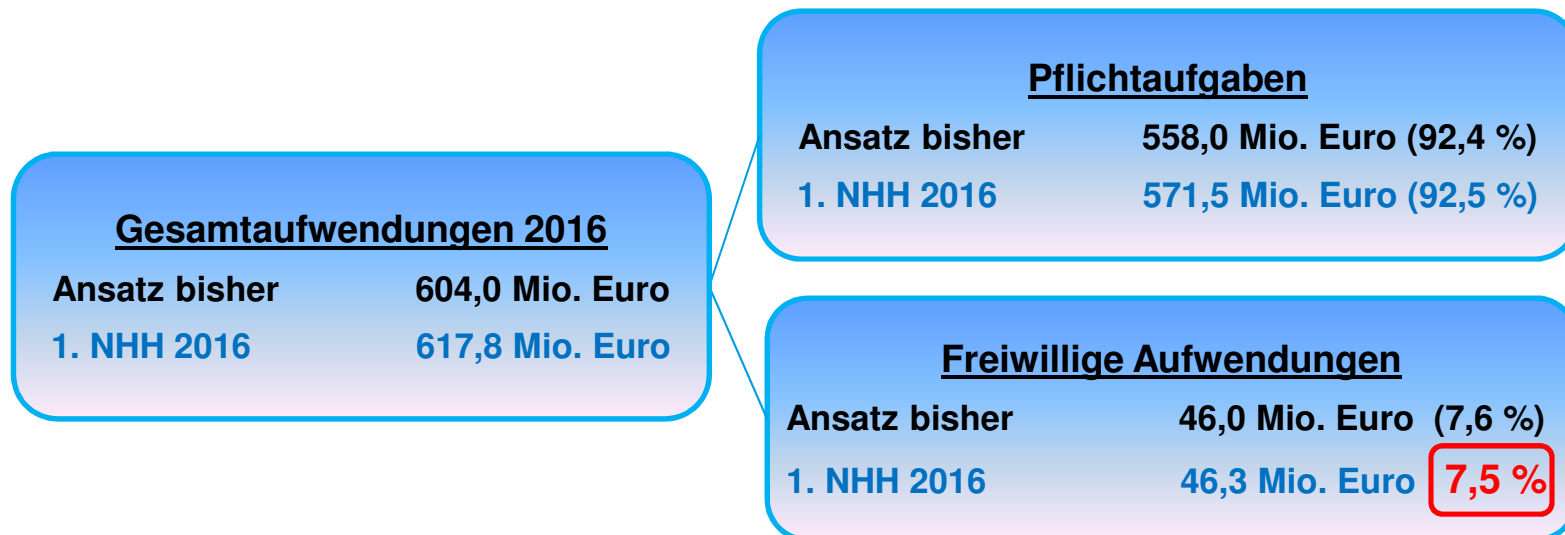 Gesamtaufwendungen 2016
Ansatz bisher 604,0 Mio. Euro
1. NHH 2016 617,8 Mio. Euro
Pflichtaufgaben
Ansatz bisher 558,0 Mio. Euro (92,4 %)
1. NHH 2016 571,5 Mio. Euro (92,5 %)
Freiwillige Aufwendungen
Ansatz bisher 46,0 Mio. Euro (7,6 %)
1. NHH 2016 46,3 Mio. Euro 7,5 %